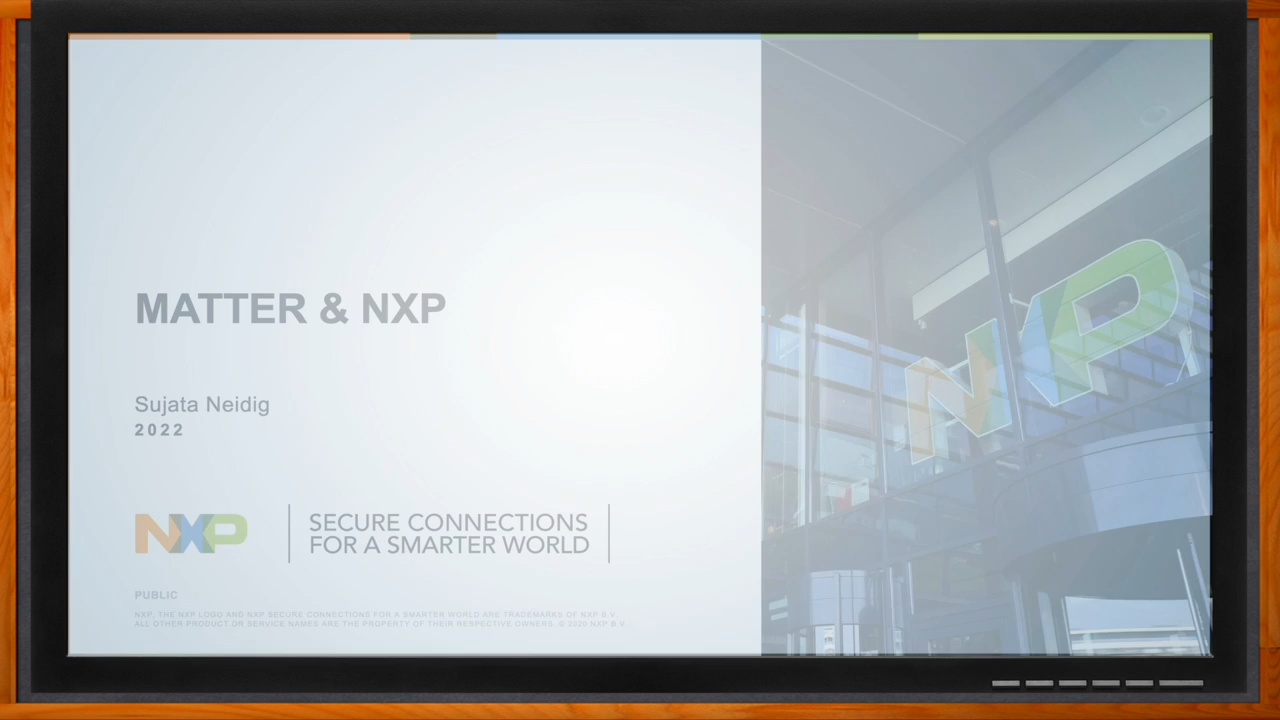 MATTER & NXP
Sujata Neidig
2022
NXP
SECURE CONNECTIONS
FOR A SMARTER WORLD
PUBLIC
NXP, THE NXP LOGO AND NXP SECURE CONNECTIONS FOR A SMARTER WORLD ARE TRADEMARKS OF NXP B.V.
ALL OTHER PRODUCT OR SERVICE NAMES ARE THE PROPERTY OF THEIR RESPECTIVE OWNERS. © 2020 NXP B.V.
NXP